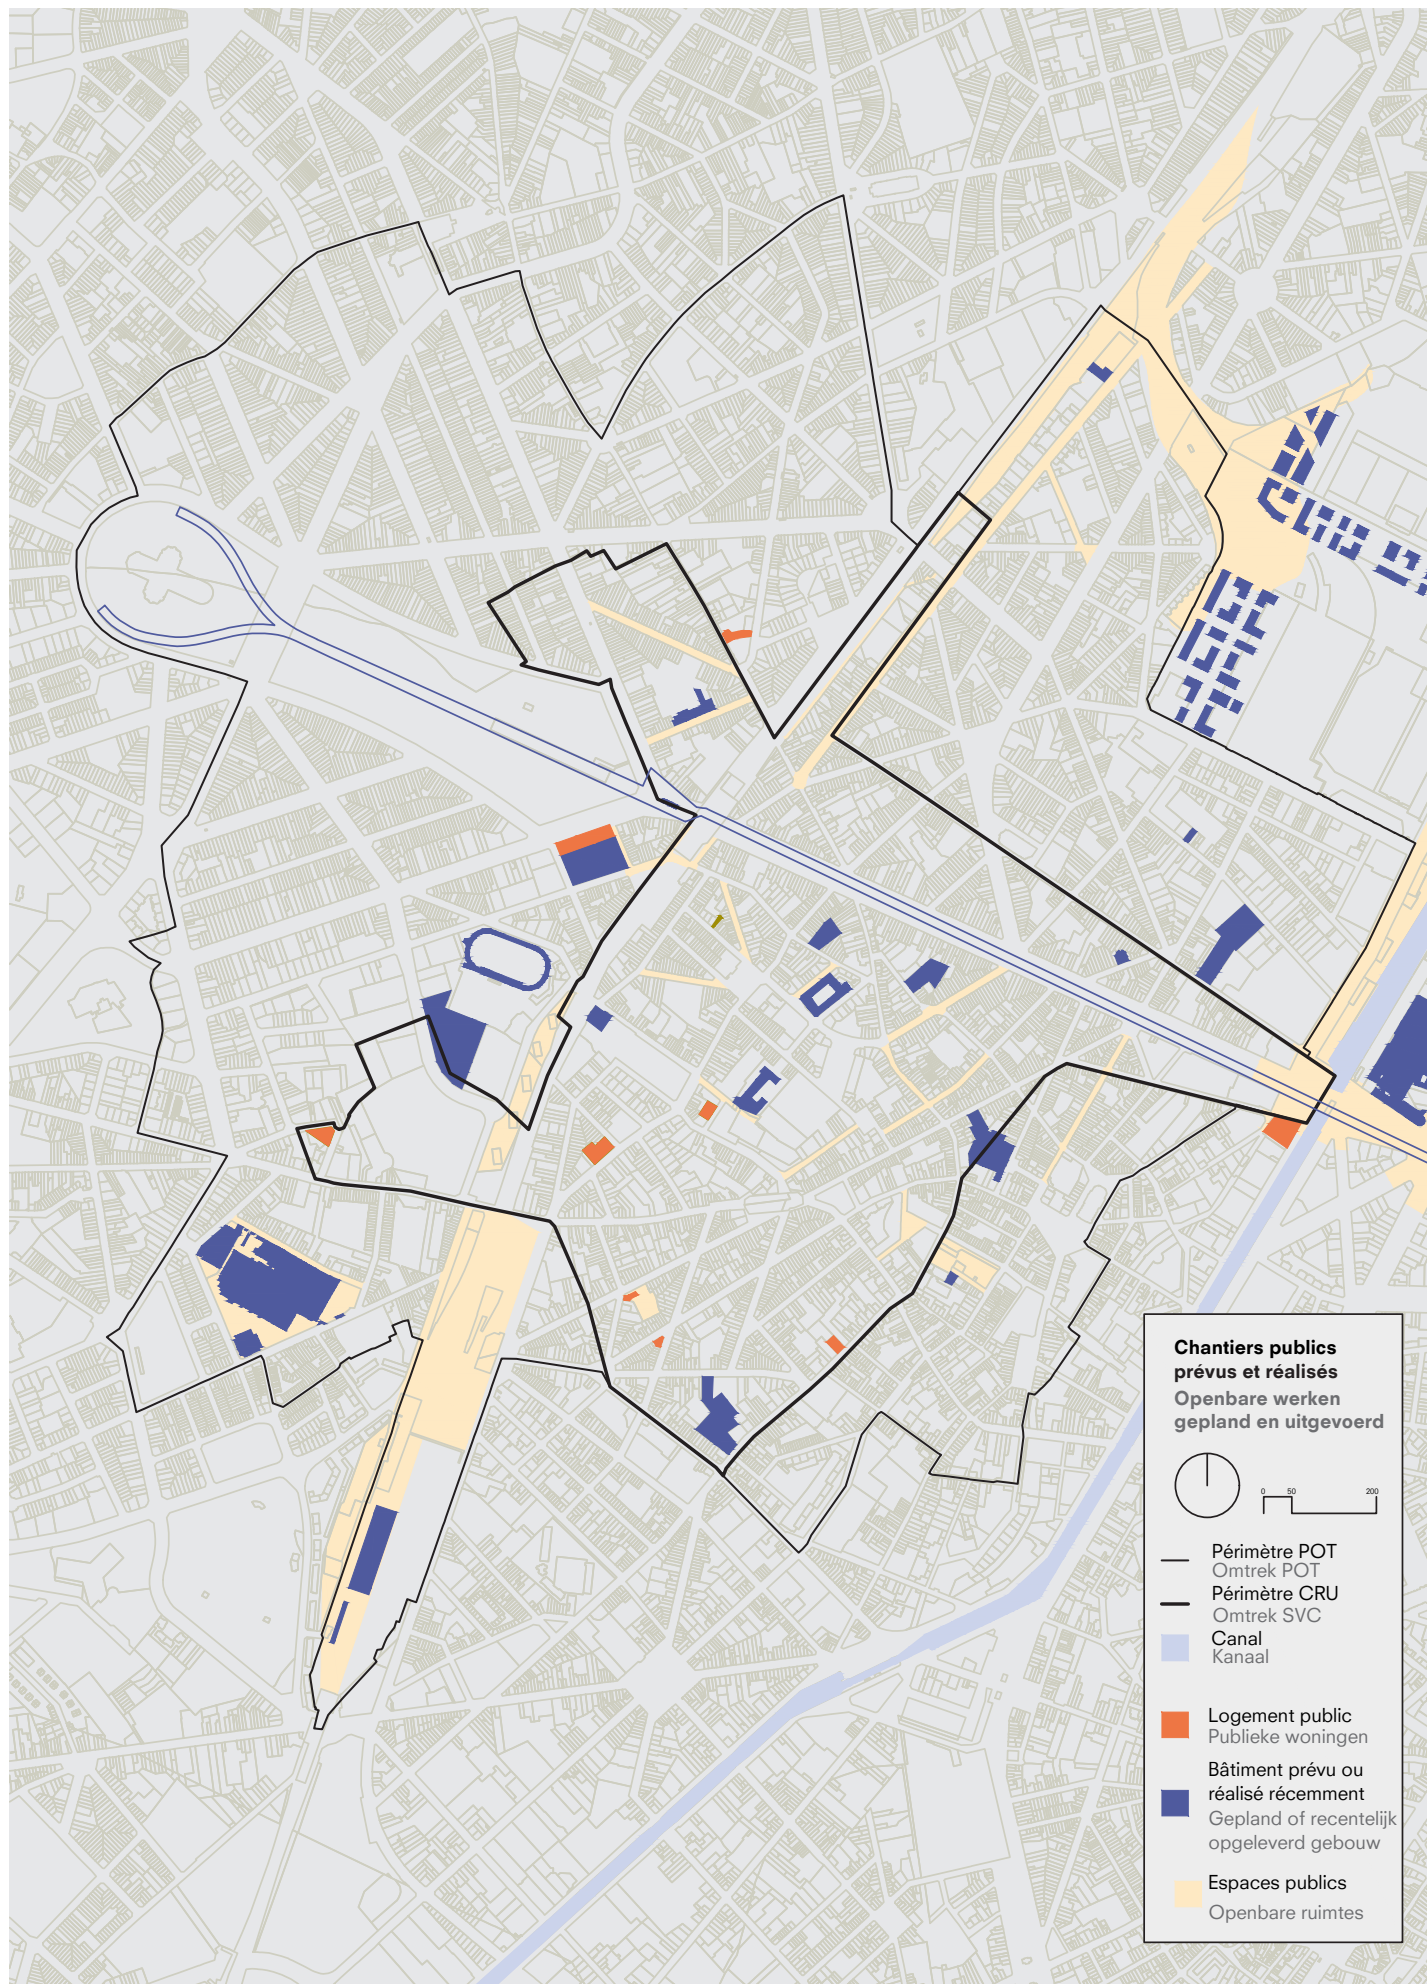 Chantiers publics
prévus et réalisés
Openbare werken
gepland en uitgevoerd
0 50 200
Périmètre POT
Omtrek POT
Périmètre CRU
Omtrek SVC
Canal
Kanaal
Logement public
Publieke woningen
Bâtiment prévu ou
réalisé récemment
Gepland of recentelijk
opgeleverd gebouw
Espaces publics
Openbare ruimtes